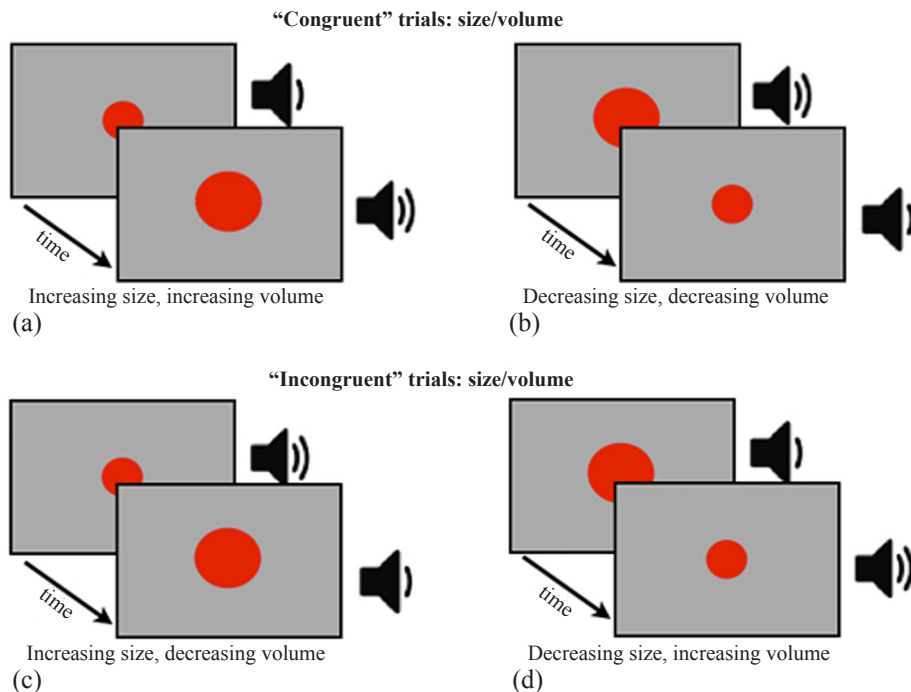 “Congruent” trials: size/volume
time
time
Increasing size, increasing volume
Decreasing size, decreasing volume
(a)
(b)
“Incongruent” trials: size/volume
time
time
Increasing size, decreasing volume
Decreasing size, increasing volume
(c)
(d)